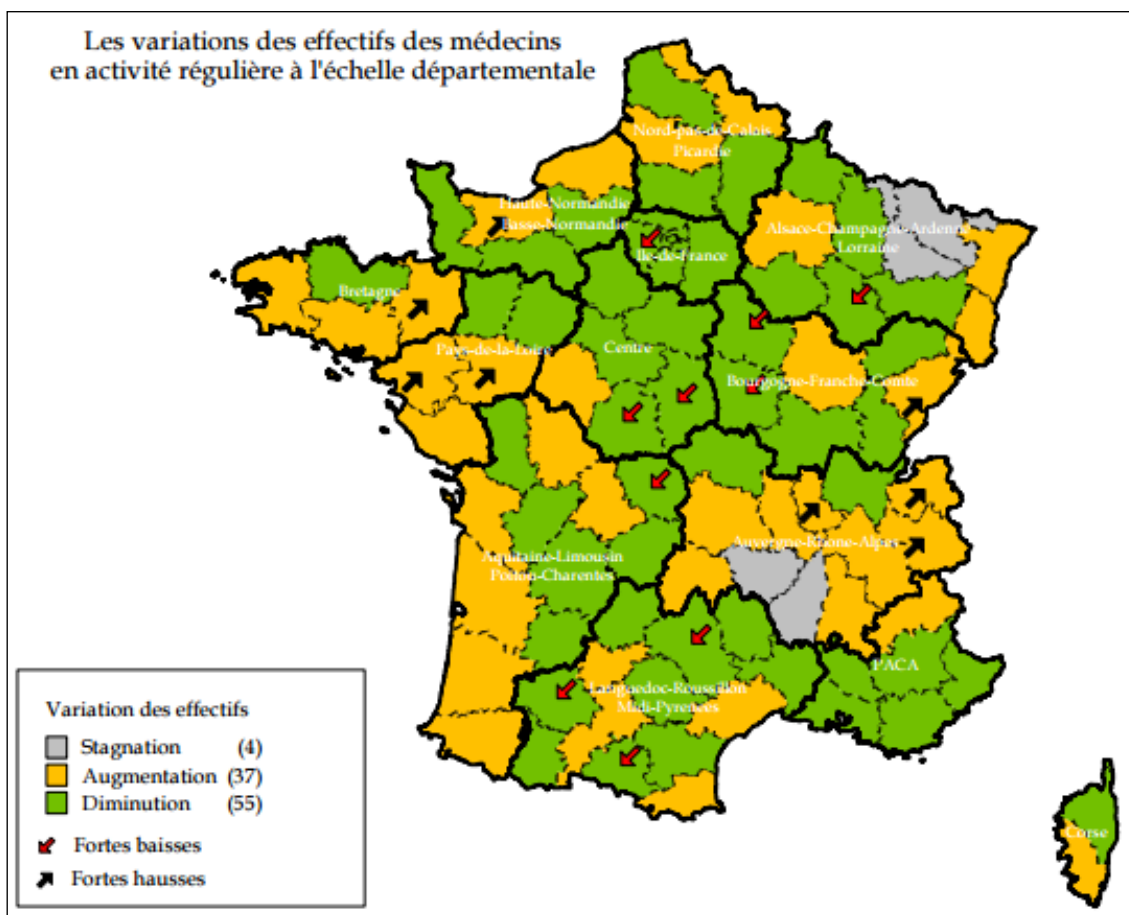 Les variations des effectifs des médecins
en activité régulière à l'échelle départementale
Nord-pas-de-Calais
Picardie
Haute-Normandie
Basse-Normandie
Alsace-Champagne-Ardenne
Lorraine
Ile-de-France
Bretagne
Pays-de-la-Loire
Centre
Bourgogne-Franche-Comte
Auvergne-Rhone-Alpes
Aquitaine-Limousin
Poitou-Charentes
PACA
Languedoc-Roussillon
Midi-Pyrenees
Corse
Variation des effectifs
Stagnation (4)
Augmentation (37)
Diminution (55)
Fortes baisses
Fortes hausses